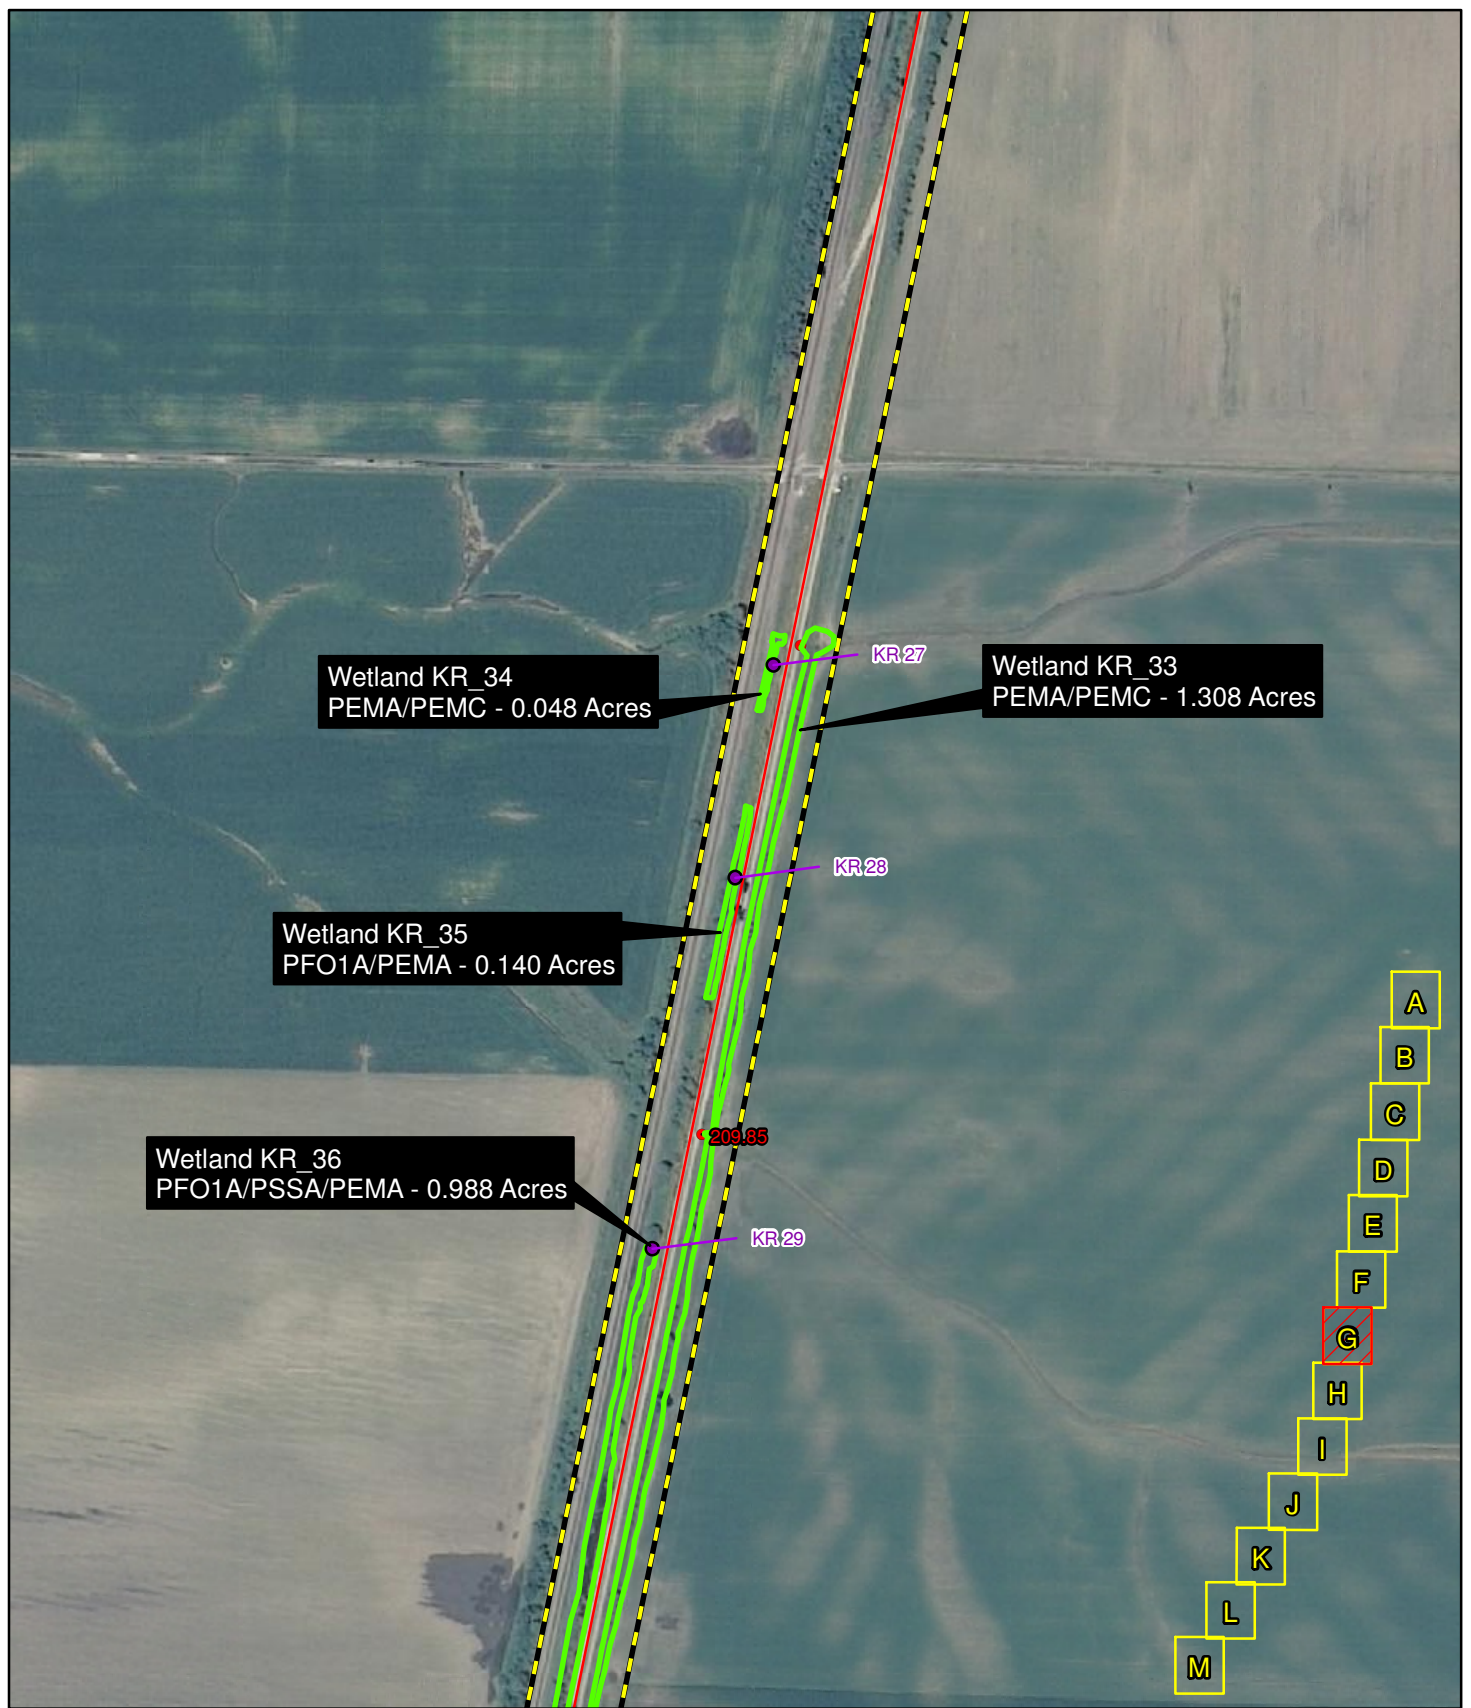 Wetland KR_34
PEMA/PEMC - 0.048 Acres
KR 27
Wetland KR_33
PEMA/PEMC - 1.308 Acres
KR 28
Wetland KR_35
PFO1A/PEMA - 0.140 Acres
209.85
Wetland KR_36
PFO1A/PSSA/PEMA - 0.988 Acres
KR 29
A
B
C
D
E
F
G
H
I
J
K
L
M